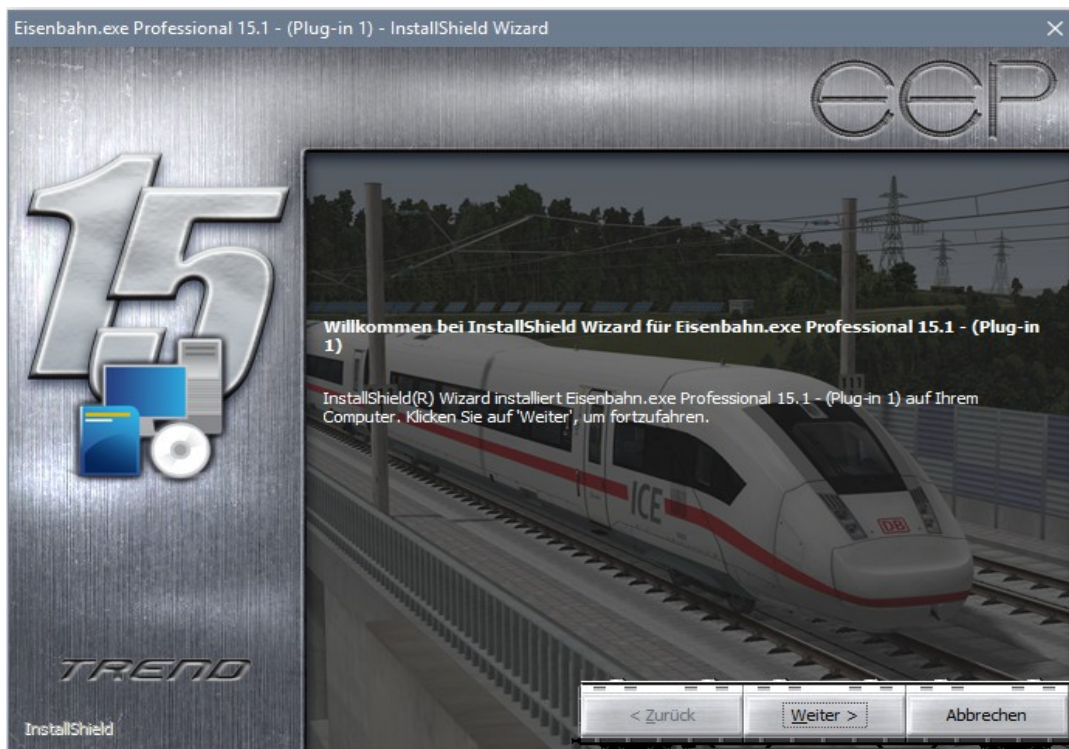 Eisenbahn.exe Professional 15.1 - (Plug-in 1) - InstallShield Wizard
EEP
15
Willkommen bei InstallShield Wizard für Eisenbahn.exe Professional 15.1 - (Plug-in
1)
InstallShield(R) Wizard installiert Eisenbahn.exe Professional 15.1 - (Plug-in 1) auf Ihrem
Computer. Klicken Sie auf 'Weiter', um fortzufahren.
ICE
DB
TREND
InstallShield
< Zurück
Weiter >
Abbrechen